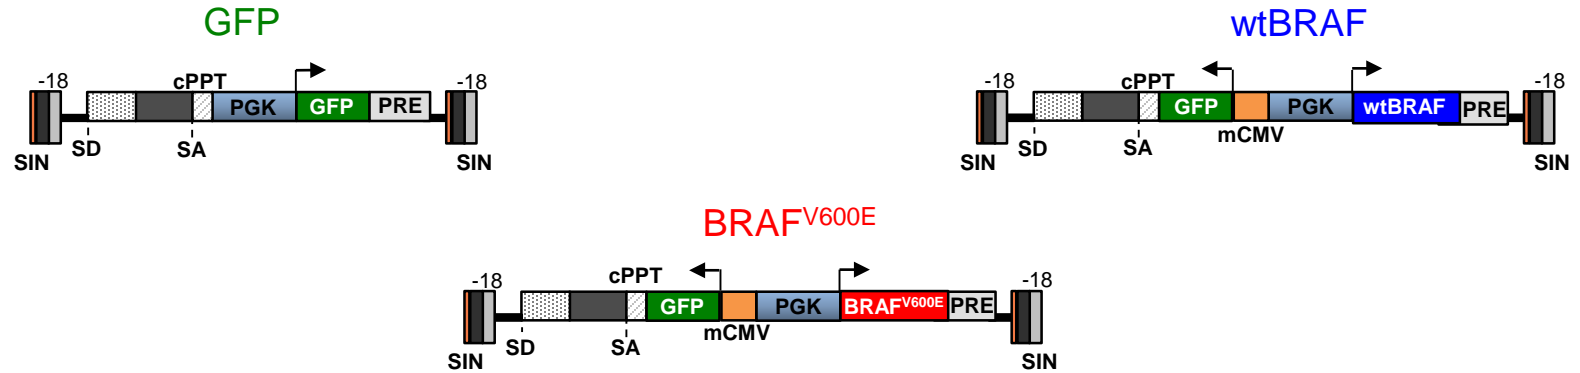 GFP
-18
cPPT
-18
PGK GFP PRE
SIN SD SA SIN
wtBRAF
-18
cPPT
-18
GFP PGK wtBRAF PRE
SIN SD SA mCMV SIN
BRAFV600E
-18
cPPT
-18
GFP PGK BRAFV600E PRE
SIN SD SA mCMV SIN